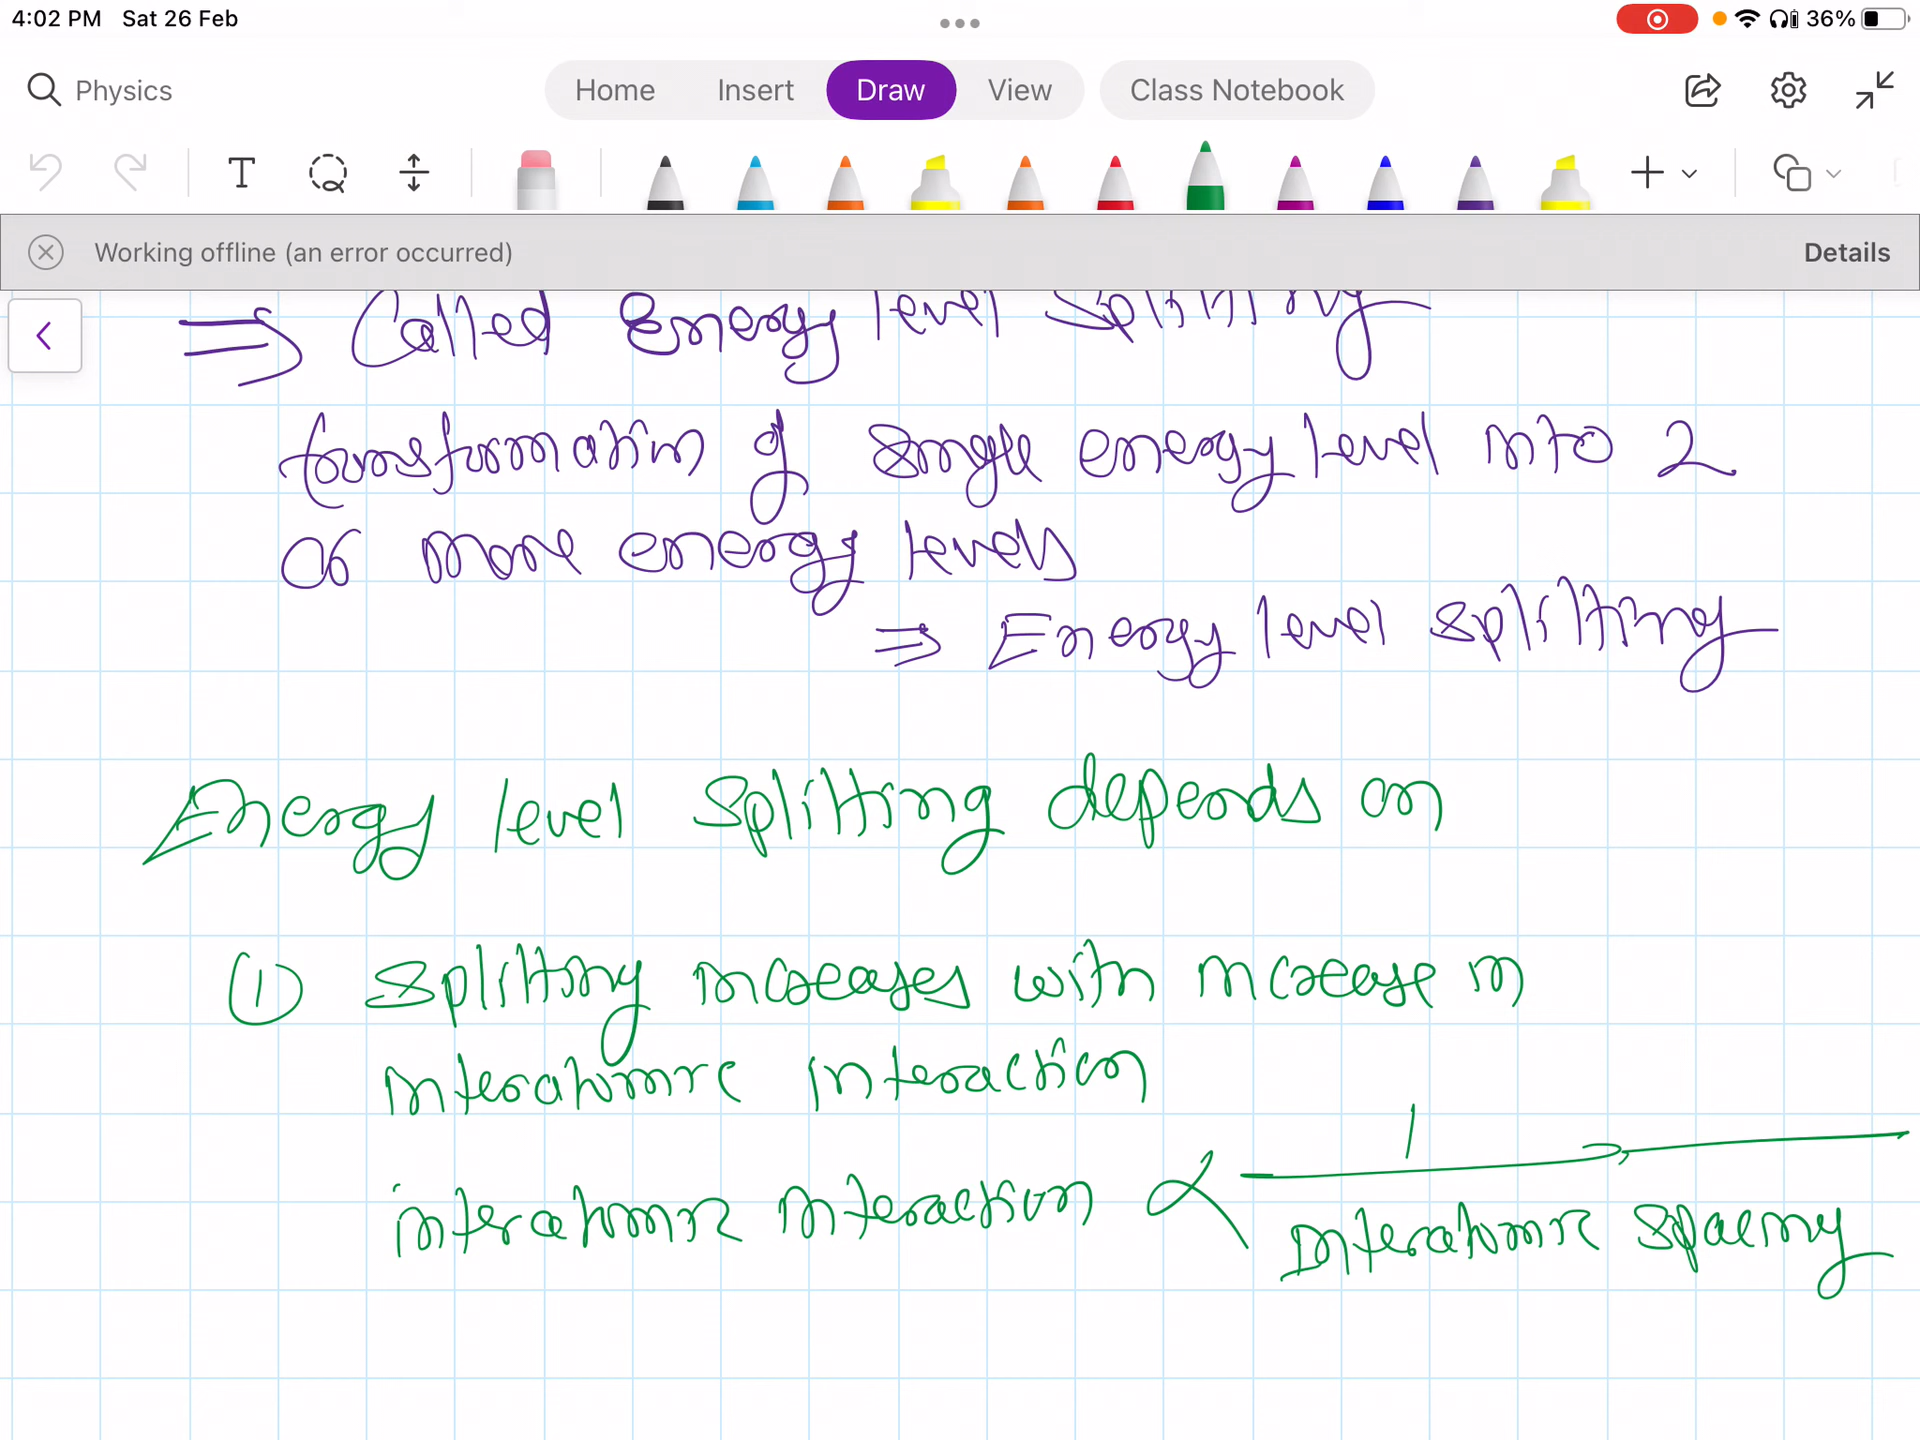 4:02 PM Sat 26 Feb
36%
Physics
Home Insert Draw View Class Notebook
T
Working offline (an error occurred) Details
⇒ Called Energy level splitting
transformation of single energy level into 2
or more energy levels
⇒ Energy level splitting
Energy level splitting depends on
① splitting increases with increase in
interatomic interaction
interatomic interaction ∝ 1
interatomic spacing